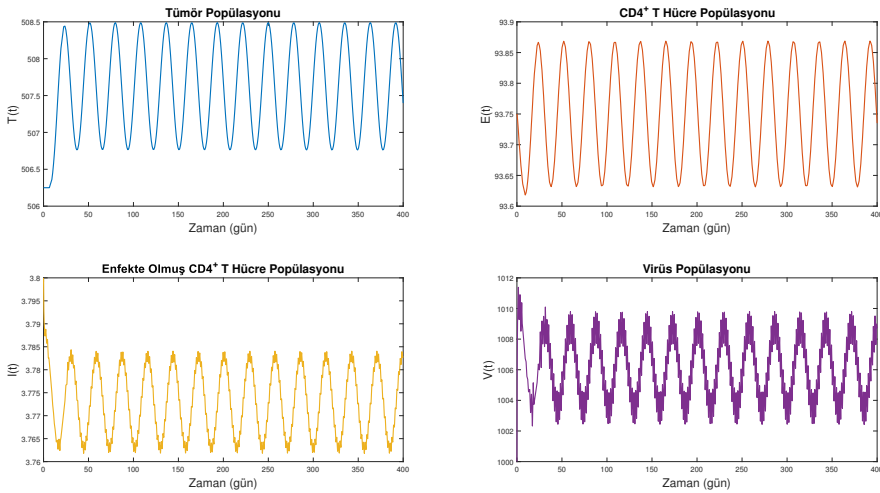 Tümör Popülasyonu
508.5
508
507.5
507
506.5
506
T(t)
0 50 100 150 200 250 300 350 400
Zaman (gün)
CD4⁺ T Hücre Popülasyonu
93.9
93.85
93.8
93.75
93.7
93.65
93.6
E(t)
0 50 100 150 200 250 300 350 400
Zaman (gün)
Enfekte Olmuş CD4⁺ T Hücre Popülasyonu
3.8
3.795
3.79
3.785
3.78
3.775
3.77
3.765
3.76
I(t)
0 50 100 150 200 250 300 350 400
Zaman (gün)
Virüs Popülasyonu
1012
1010
1008
1006
1004
1002
1000
V(t)
0 50 100 150 200 250 300 350 400
Zaman (gün)